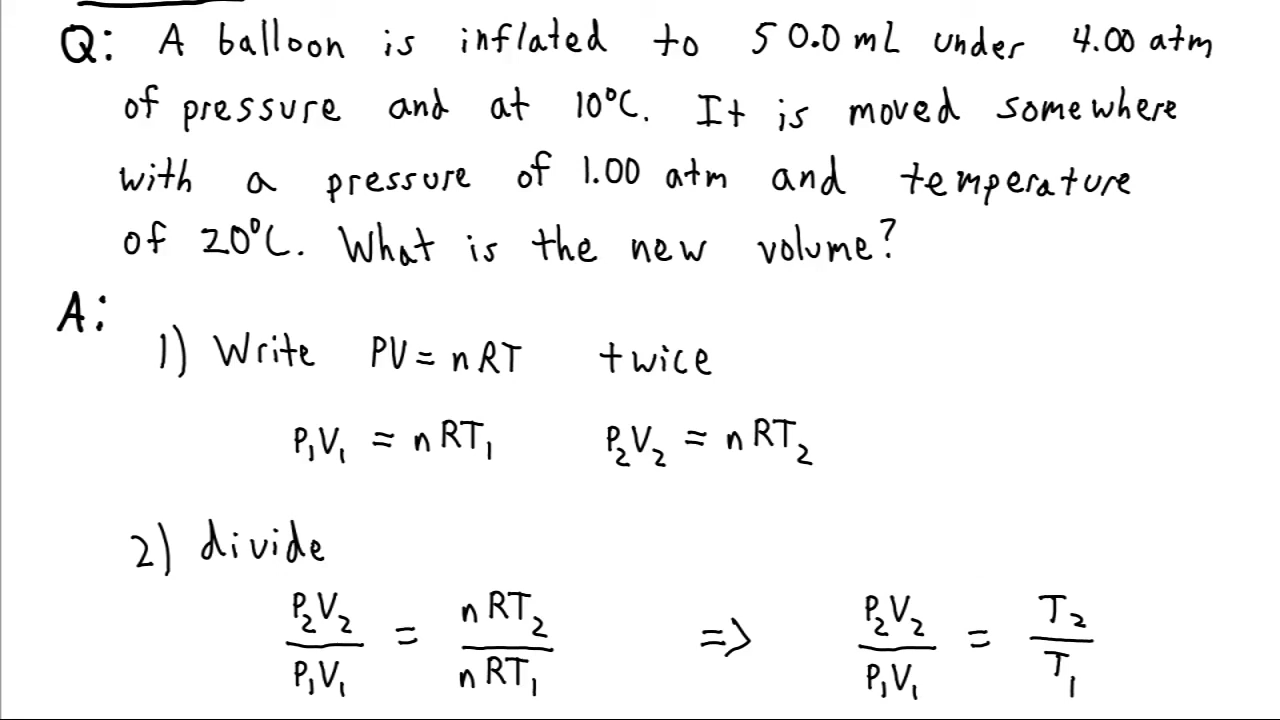 Q: A balloon is inflated to 50.0 mL under 4.00 atm
of pressure and at 10°C. It is moved somewhere
with a pressure of 1.00 atm and temperature
of 20°C. What is the new volume?
A:
1) Write PV = nRT twice
P₁V₁ = nRT₁ P₂V₂ = nRT₂
2) divide
P₂V₂/P₁V₁ = nRT₂/nRT₁ => P₂V₂/P₁V₁ = T₂/T₁